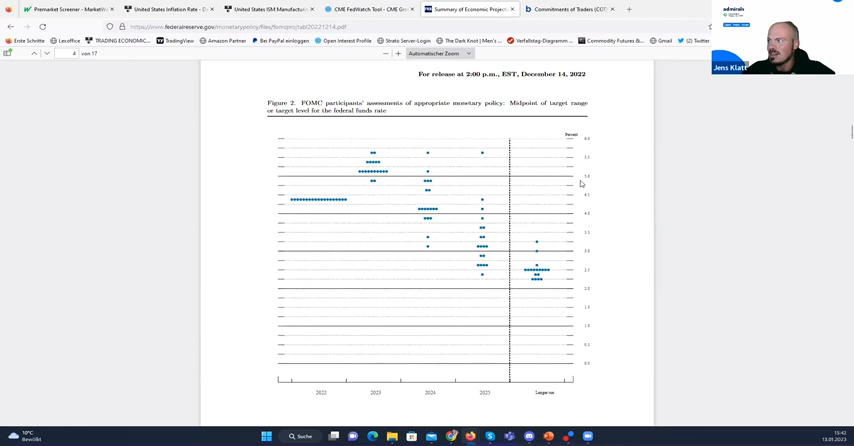 Premarket Screener - MarketW
United States Inflation Rate - D
United States ISM Manufacturin
CME FedWatch Tool - CME Gr
Summary of Economic Project
Commitments of Traders (COT)
https://www.federalreserve.gov/monetarypolicy/files/fomcprojtabl20221214.pdf
Erste Schritte
Lexoffice
TRADING ECONOMIC...
Amazon Partner
TradingView
Bei PayPal einloggen
Strato Server-Login
Open Interest Profile
The Dark Knot | Men's ...
Verfallstag-Diagramm ...
Commodity Futures & ...
Gmail
(2) Twitter
4 von 17
Automatischer Zoom
admirals
Jens Klatt
For release at 2:00 p.m., EST, December 14, 2022
Figure 2. FOMC participants' assessments of appropriate monetary policy: Midpoint of target range
or target level for the federal funds rate
Percent
6.0
5.5
5.0
4.5
4.0
3.5
3.0
2.5
2.0
1.5
1.0
0.5
0.0
2022 2023 2024 2025 Longer run
10°C
Bewölkt
Suche
15:42
13.01.2023